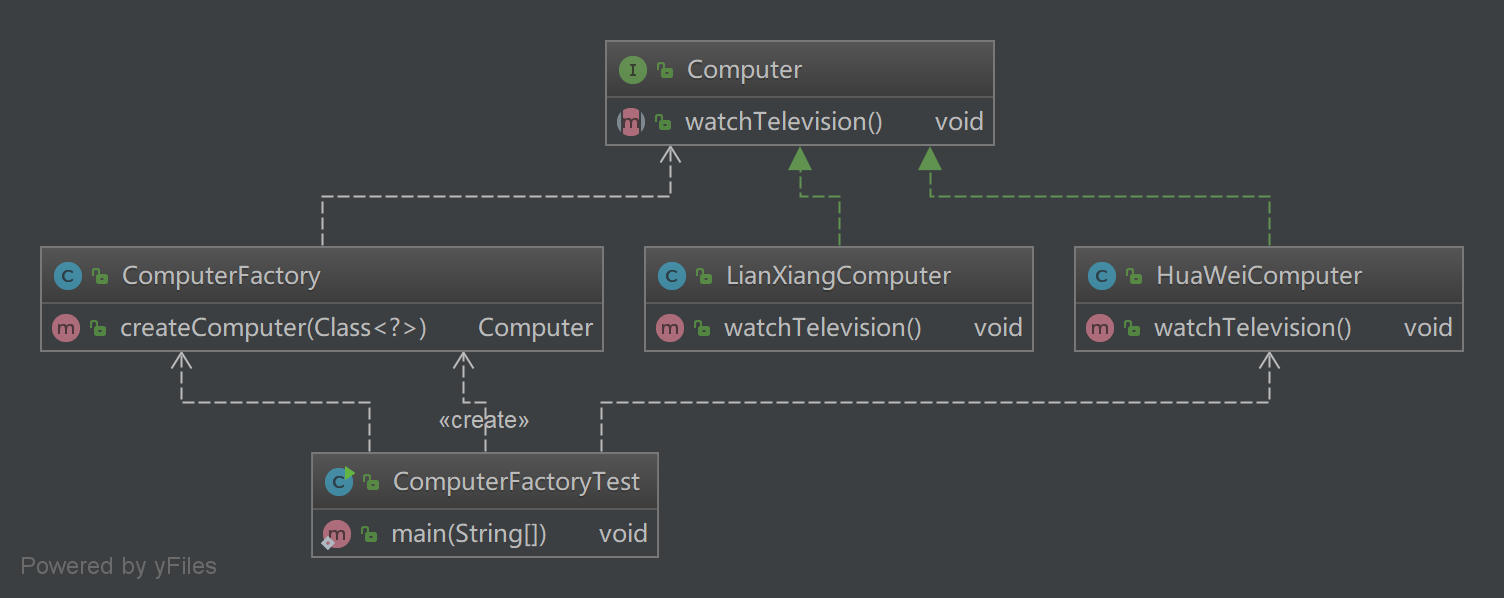 I Computer
m watchTelevision() void
C ComputerFactory
m createComputer(Class<?>) Computer
C LianXiangComputer
m watchTelevision() void
C HuaWeiComputer
m watchTelevision() void
«create»
C ComputerFactoryTest
m main(String[]) void
Powered by yFiles